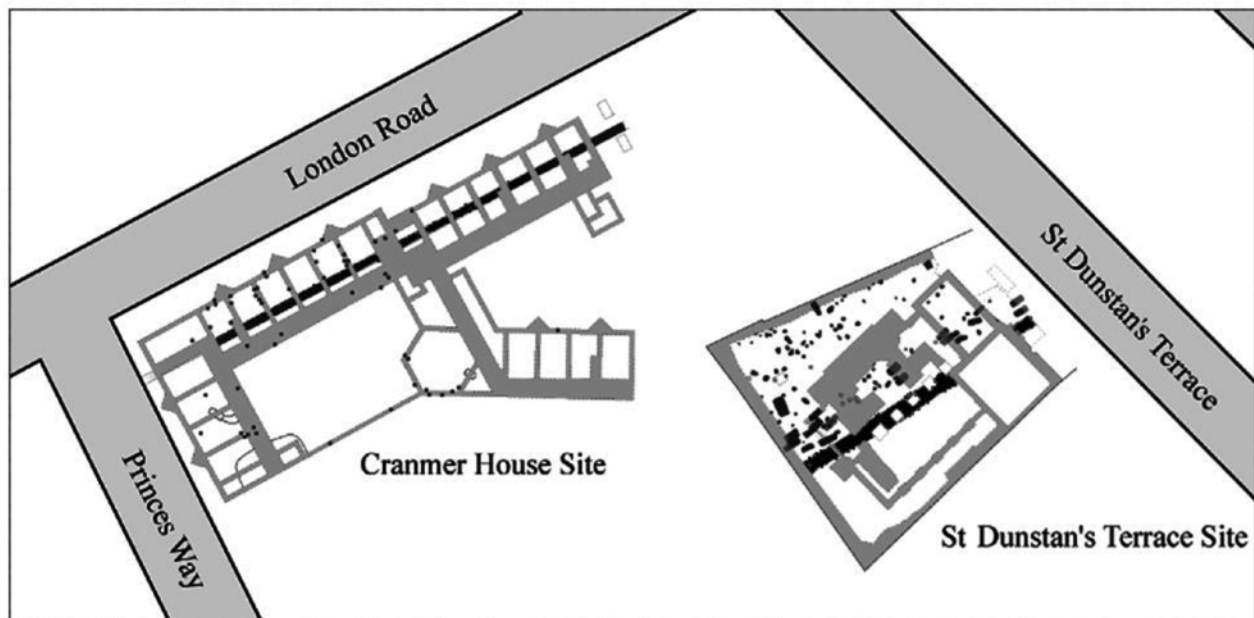 London Road
St Dunstan's Terrace
Cranmer House Site
Princes Way
St Dunstan's Terrace Site